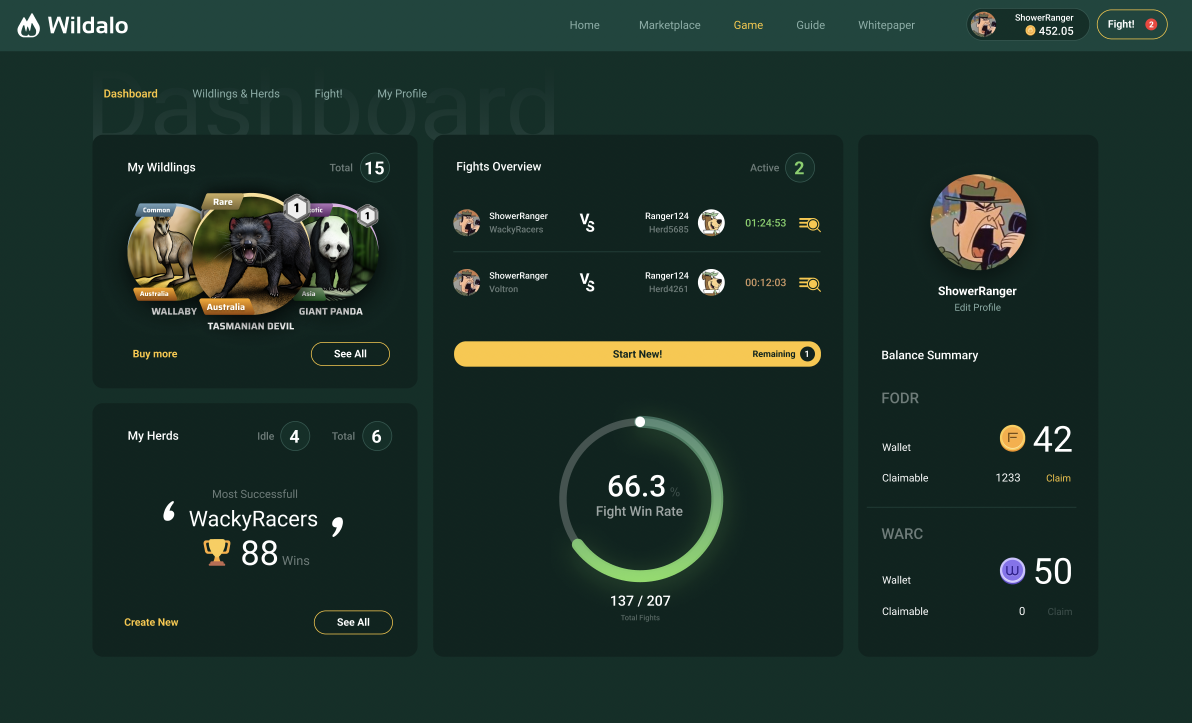 Wildalo
Home
Marketplace
Game
Guide
Whitepaper
ShowerRanger
452.05
Fight!
2
Dashboard
Dashboard
Wildlings & Herds
Fight!
My Profile
My Wildlings
Total
15
Common
Rare
1
1
Australia
Australia
Asia
WALLABY
GIANT PANDA
TASMANIAN DEVIL
Buy more
See All
My Herds
Idle
4
Total
6
Most Successfull
WackyRacers
88 Wins
Create New
See All
Fights Overview
Active
2
ShowerRanger
WackyRacers
VS
Ranger124
Herd5685
01:24:53
ShowerRanger
Voltron
VS
Ranger124
Herd4261
00:12:03
Start New!
Remaining
1
66.3 %
Fight Win Rate
137 / 207
Total Fights
ShowerRanger
Edit Profile
Balance Summary
FODR
Wallet
F
42
Claimable
1233
Claim
WARC
Wallet
W
50
Claimable
0
Claim